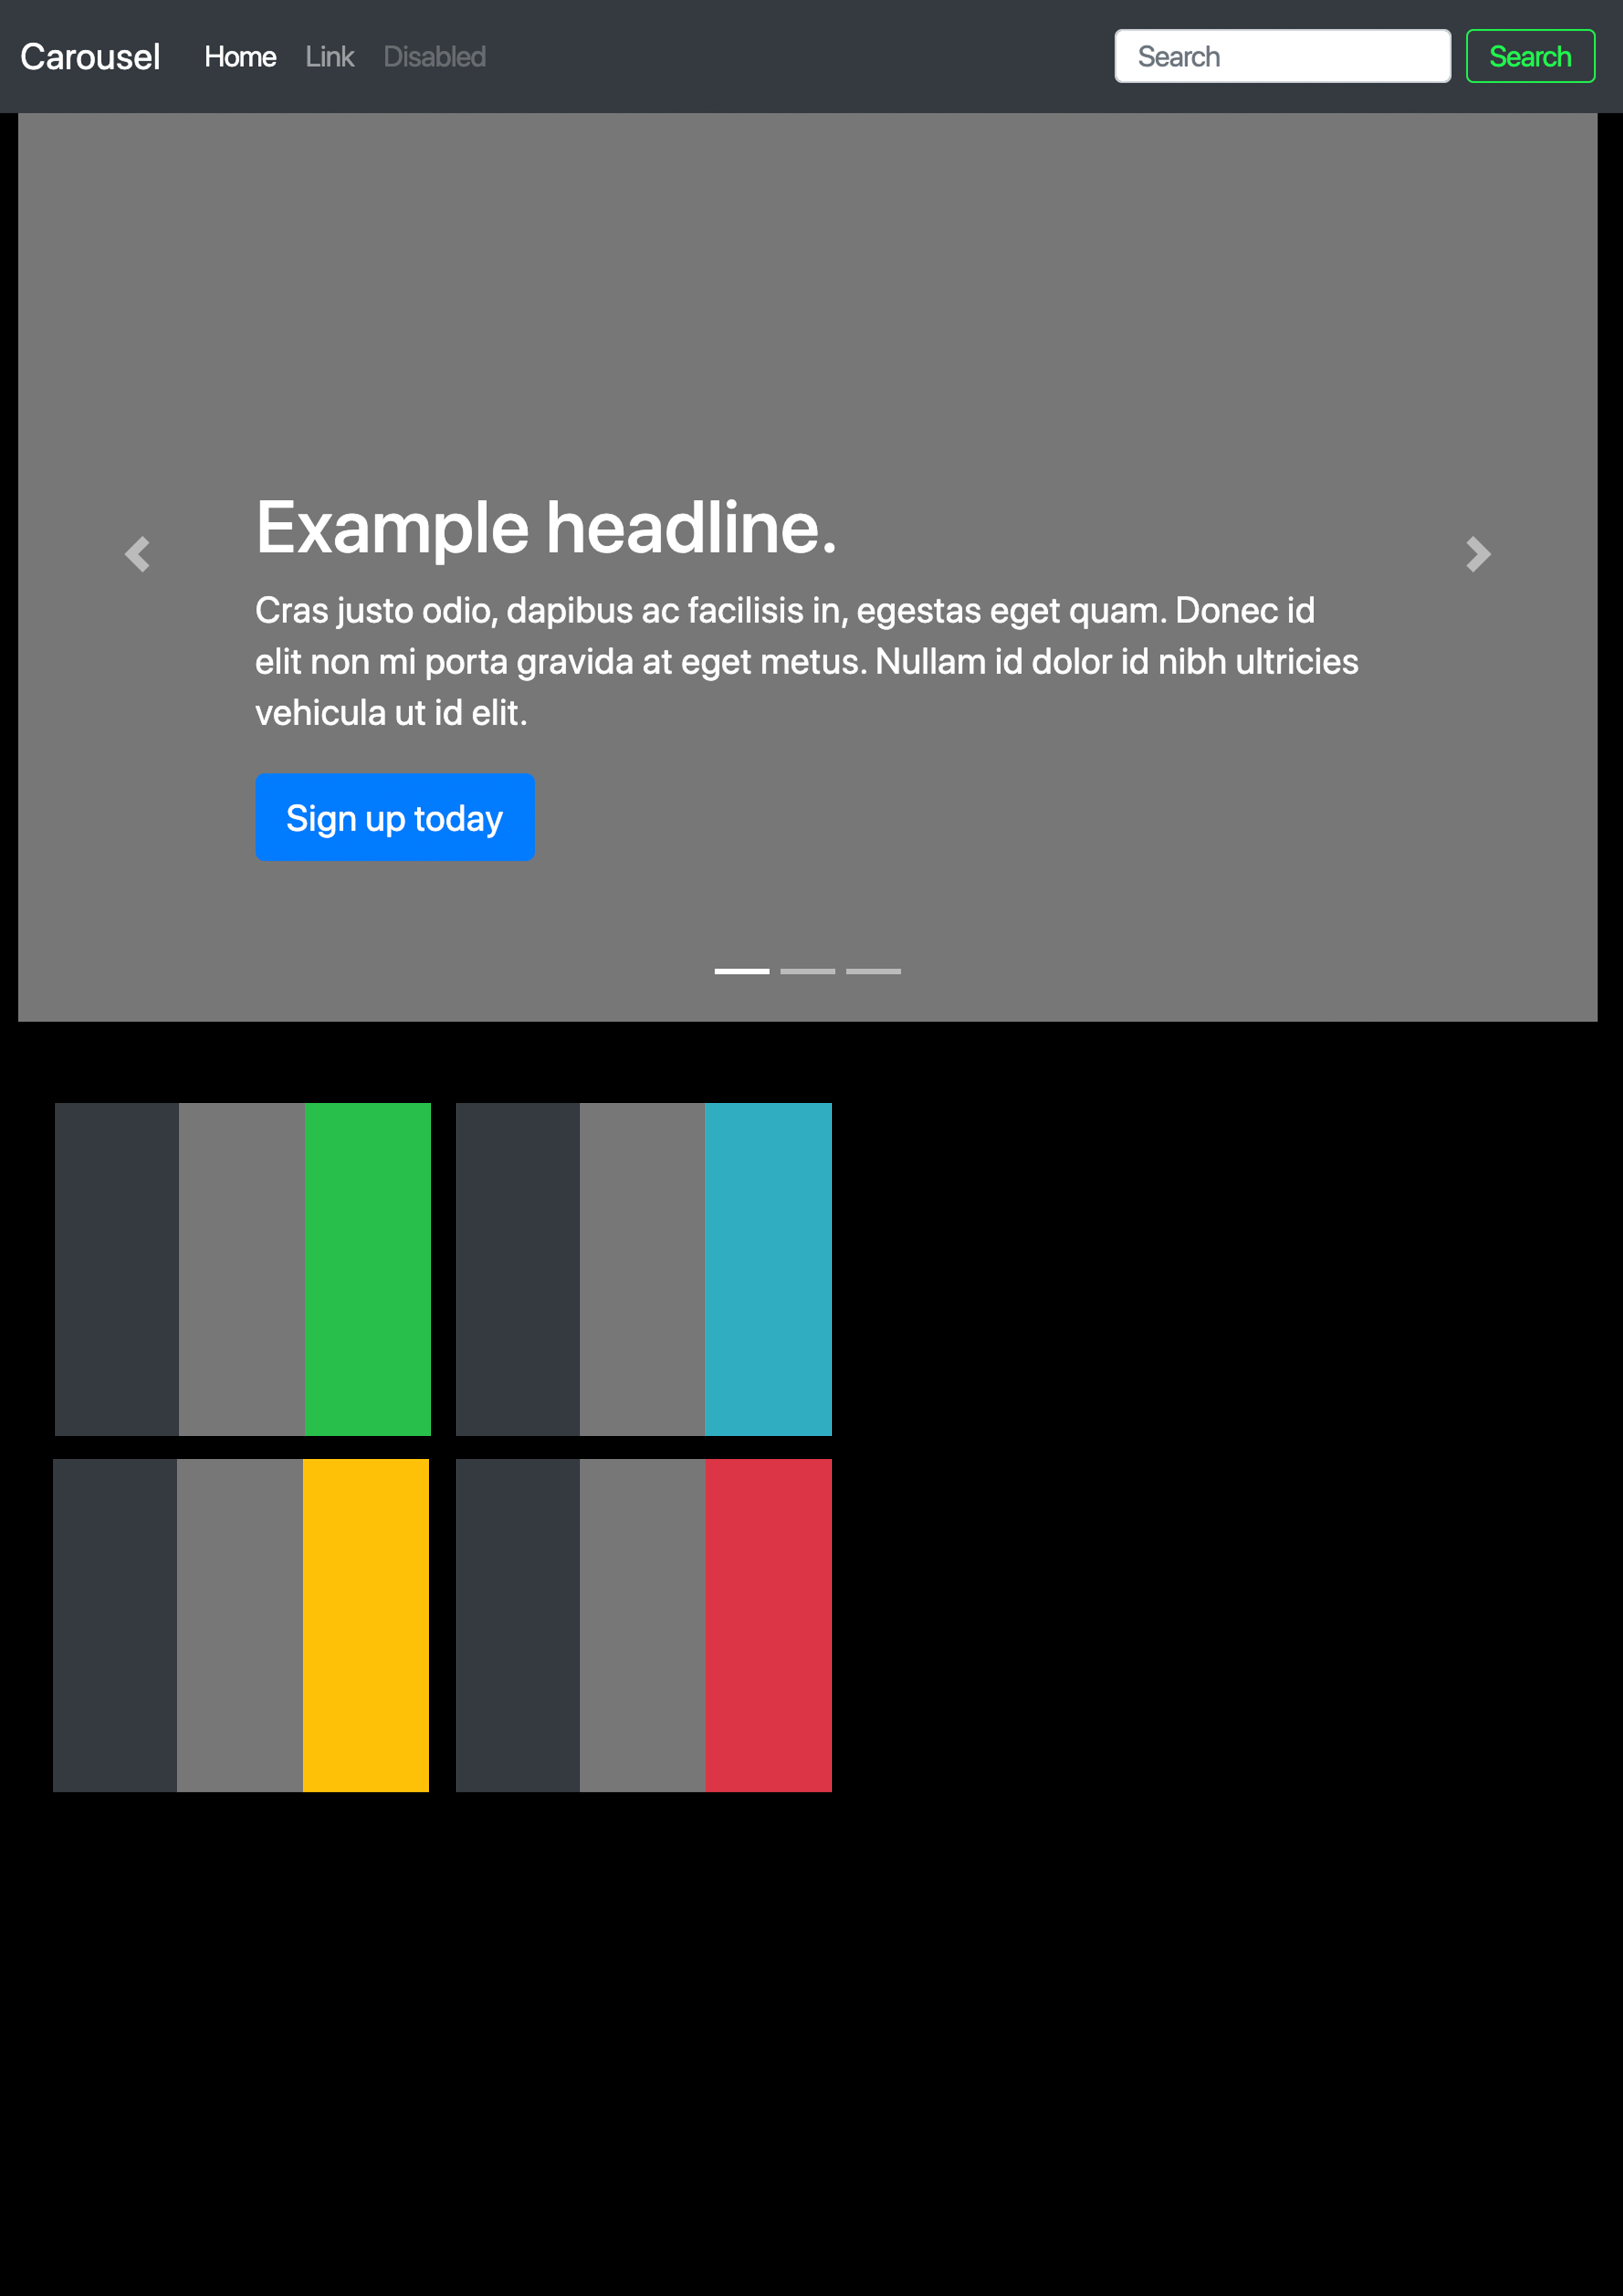 Carousel Home Link Disabled Search Search
Example headline.
Cras justo odio, dapibus ac facilisis in, egestas eget quam. Donec id
elit non mi porta gravida at eget metus. Nullam id dolor id nibh ultricies
vehicula ut id elit.
Sign up today